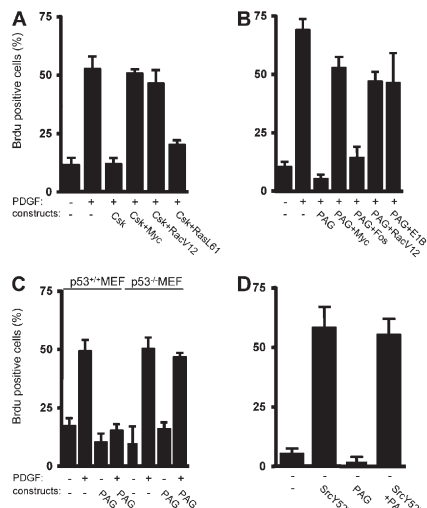 A
B
Brdu positive cells (%)
75
50
25
0
75
50
25
0
PDGF: - + + + + +
constructs: - - Csk Csk+Myc Csk+RacV12 Csk+RasL61
- + + + + + +
- - PAG PAG+Myc PAG+Fos PAG+RacV12 PAG+E1B
C
D
p53+/+MEF p53-/-MEF
Brdu positive cells (%)
75
50
25
0
75
50
25
0
PDGF: - + - + - + - +
constructs: - - PAG PAG - - PAG PAG
- SrcY52 PAG SrcY52 +PA